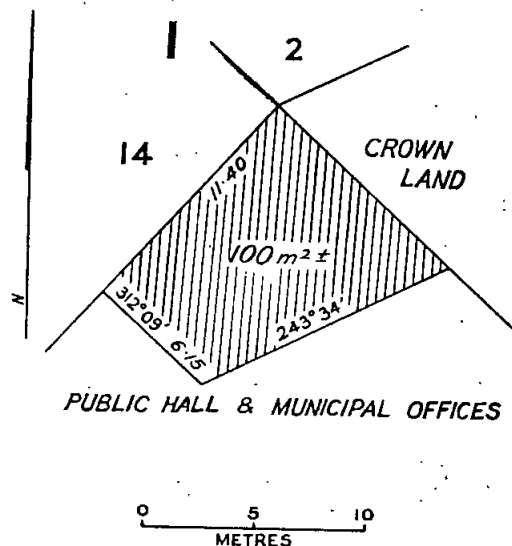 1
2
14
CROWN
LAND
11·40
100 m² ±
312° 09' 6·15
243° 34'
N
PUBLIC HALL & MUNICIPAL OFFICES
0 5 10
METRES